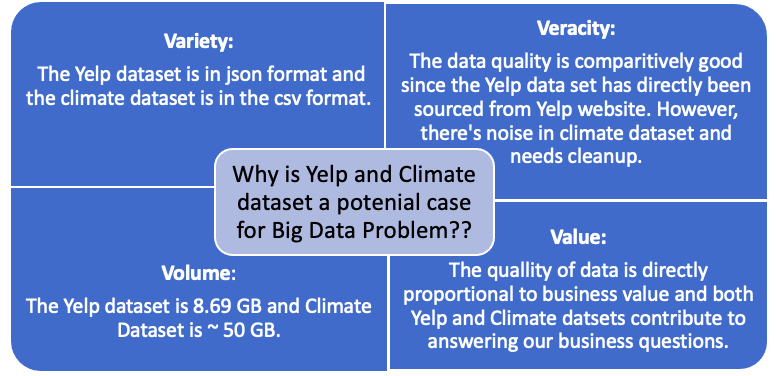 Variety:
The Yelp dataset is in json format and
the climate dataset is in the csv format.
Veracity:
The data quality is comparitively good
since the Yelp data set has directly been
sourced from Yelp website. However,
there's noise in climate dataset and
needs cleanup.
Why is Yelp and Climate
dataset a potenial case
for Big Data Problem??
Volume:
The Yelp dataset is 8.69 GB and Climate
Dataset is ~ 50 GB.
Value:
The quallity of data is directly
proportional to business value and both
Yelp and Climate datsets contribute to
answering our business questions.